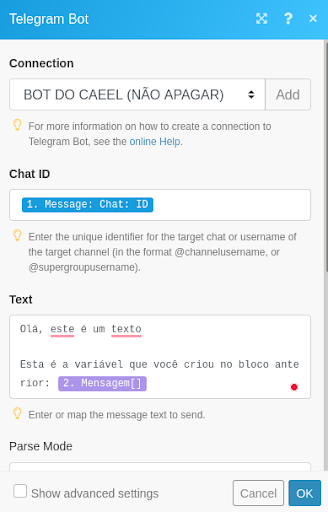 Telegram Bot
Connection
BOT DO CAEEL (NÃO APAGAR)
Add
For more information on how to create a connection to
Telegram Bot, see the online Help.
Chat ID
1. Message: Chat: ID
Enter the unique identifier for the target chat or username of
the target channel (in the format @channelusername, or
@supergroupusername).
Text
Olá, este é um texto
Esta é a variável que você criou no bloco ante
rior: 2. Mensagem[]
Enter or map the message text to send.
Parse Mode
Show advanced settings
Cancel
OK